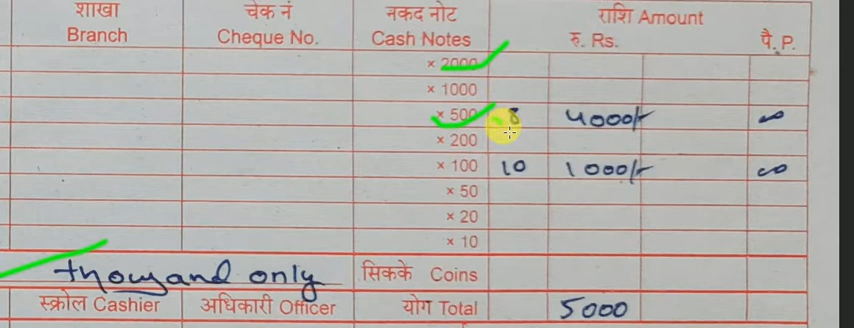 शाखा चेक नं नकद नोट राशि Amount
Branch Cheque No. Cash Notes रु. Rs. पै. P.
× 2000
× 1000
× 500 8 4000/-
× 200
× 100 10 1000/-
× 50
× 20
× 10
thousand only सिक्के Coins
स्क्रोल Cashier अधिकारी Officer योग Total 5000